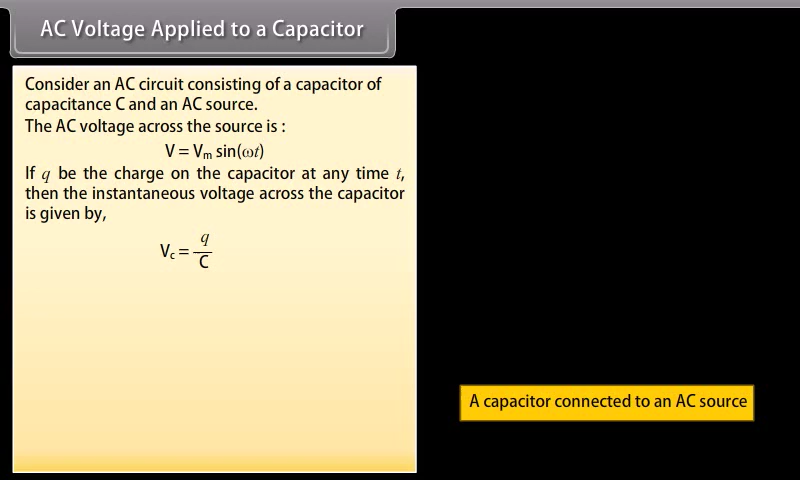 AC Voltage Applied to a Capacitor
Consider an AC circuit consisting of a capacitor of
capacitance C and an AC source.
The AC voltage across the source is :
V = Vₘ sin(ωt)
If q be the charge on the capacitor at any time t,
then the instantaneous voltage across the capacitor
is given by,
V꜀ = q/C
A capacitor connected to an AC source